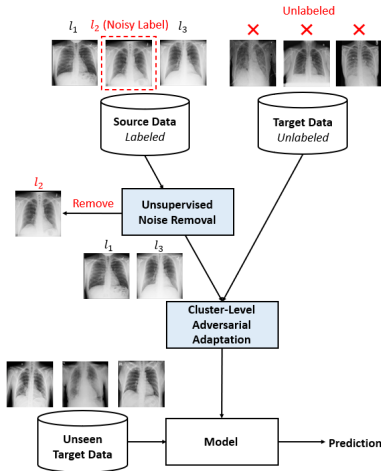 l₁
l₂ (Noisy Label)
l₃
Unlabeled
Source Data
Labeled
Target Data
Unlabeled
l₂
Remove
Unsupervised
Noise Removal
l₁
l₃
Cluster-Level
Adversarial
Adaptation
Unseen
Target Data
Model
Prediction